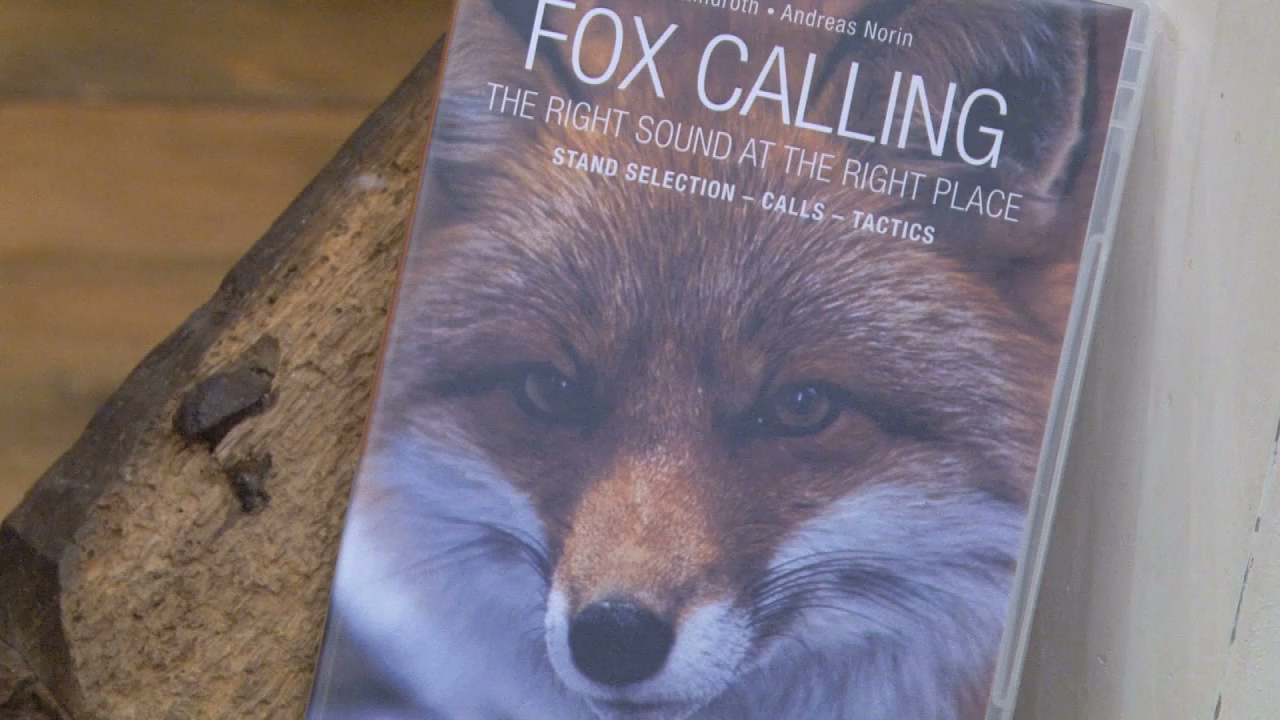 • Andreas Norin
FOX CALLING
THE RIGHT SOUND AT THE RIGHT PLACE
STAND SELECTION – CALLS – TACTICS